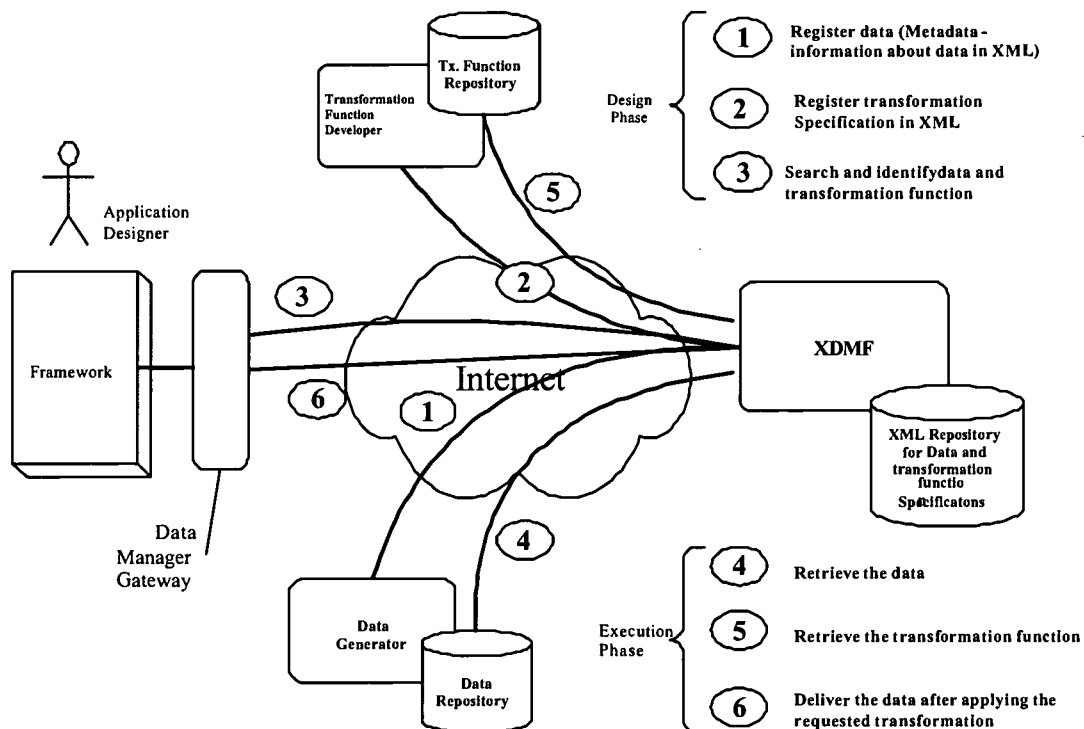 Tx. Function
Repository
Transformation
Function
Developer
Design
Phase
1
Register data (Metadata -
information about data in XML)
2
Register transformation
Specification in XML
3
Search and identifydata and
transformation function
Application
Designer
5
2
3
Framework
Internet
6
1
XDMF
XML Repository
for Data and
transformation
functio
Specificatons
Data
Manager
Gateway
4
Data
Generator
Data
Repository
Execution
Phase
4
Retrieve the data
5
Retrieve the transformation function
6
Deliver the data after applying the
requested transformation